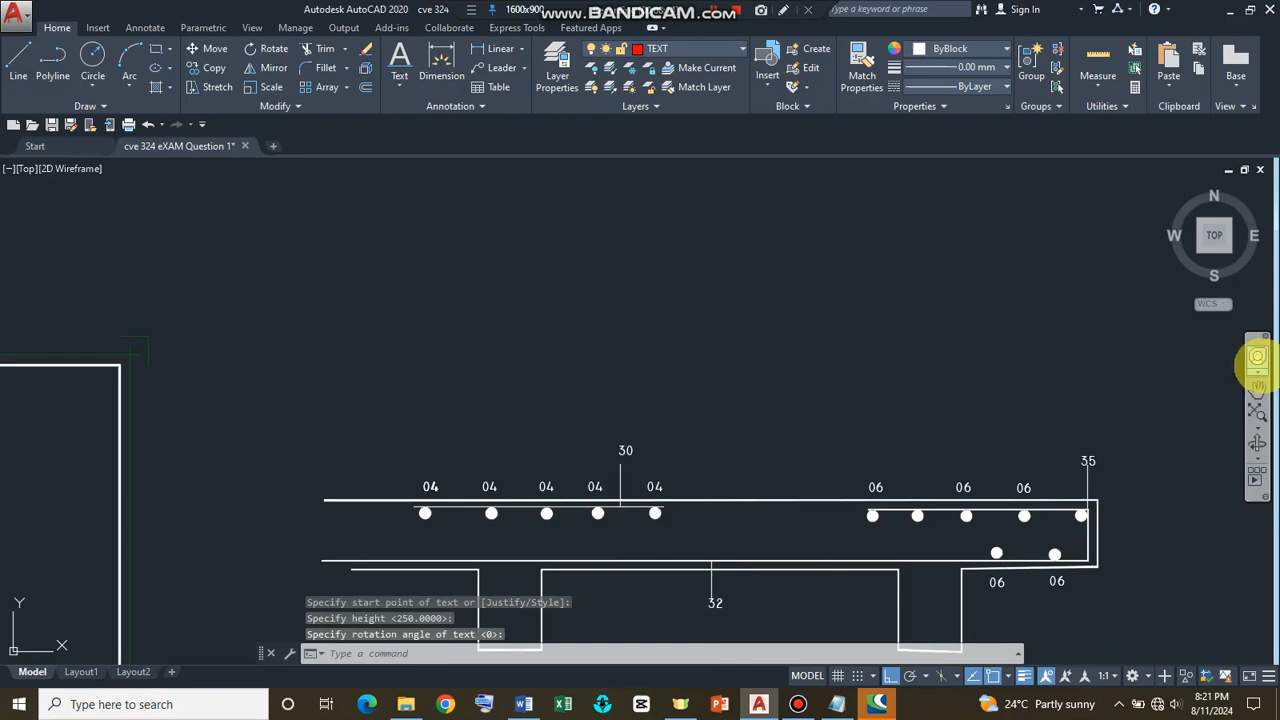 Autodesk AutoCAD 2020 cve 324
1600x900
www.BANDICAM.com
Type a keyword or phrase
Sign In
Home Insert Annotate Parametric View Manage Output Add-ins Collaborate Express Tools Featured Apps
Line Polyline Circle Arc
Move Rotate Trim
Copy Mirror Fillet
Stretch Scale Array
Text Dimension
Linear
Leader
Table
Layer Properties
TEXT
Make Current
Match Layer
Insert
Create
Edit
Match Properties
ByBlock
0.00 mm
ByLayer
Group
Measure
Paste
Base
Draw Modify Annotation Layers Block Properties Groups Utilities Clipboard View
Start cve 324 eXAM Question 1*
[−][Top][2D Wireframe]
N
W TOP E
S
WCS
30
35
04 04 04 04 04 06 06 06
06 06
32
Y
X
Specify start point of text or [Justify/Style]:
Specify height <250.0000>:
Specify rotation angle of text <0>:
Type a command
Model Layout1 Layout2
MODEL
1:1
Type here to search
24°C Partly sunny
8:21 PM
8/11/2024